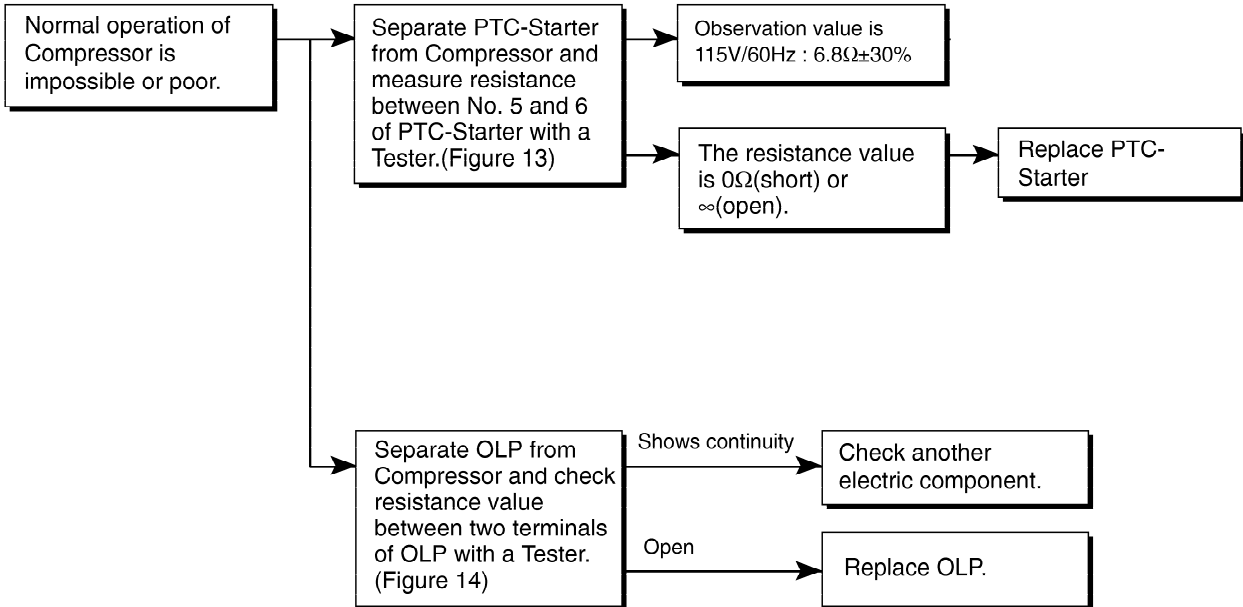 Normal operation of
Compressor is
impossible or poor.
Separate PTC-Starter
from Compressor and
measure resistance
between No. 5 and 6
of PTC-Starter with a
Tester.(Figure 13)
Observation value is
115V/60Hz : 6.8Ω±30%
The resistance value
is 0Ω(short) or
∞(open).
Replace PTC-
Starter
Separate OLP from
Compressor and check
resistance value
between two terminals
of OLP with a Tester.
(Figure 14)
Shows continuity
Check another
electric component.
Open
Replace OLP.